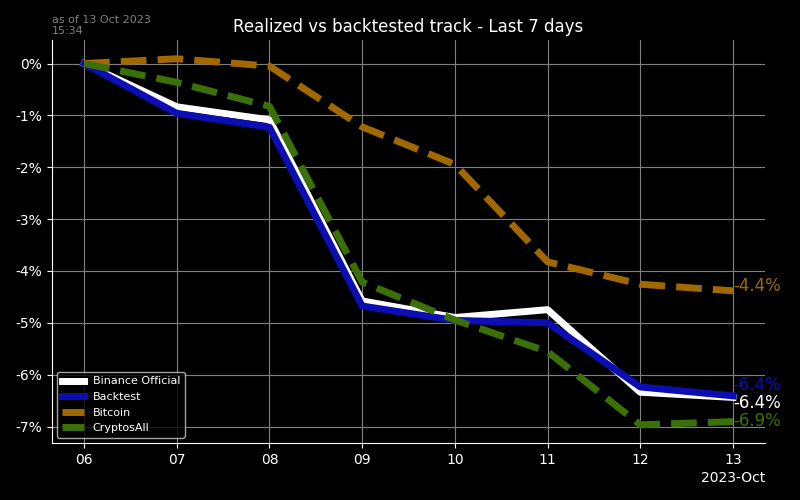 as of 13 Oct 2023
15:34
Realized vs backtested track - Last 7 days
0%
-1%
-2%
-3%
-4%
-5%
-6%
-7%
-4.4%
-6.4%
-6.4%
-6.9%
Binance Official
Backtest
Bitcoin
CryptosAll
06 07 08 09 10 11 12 13
2023-Oct